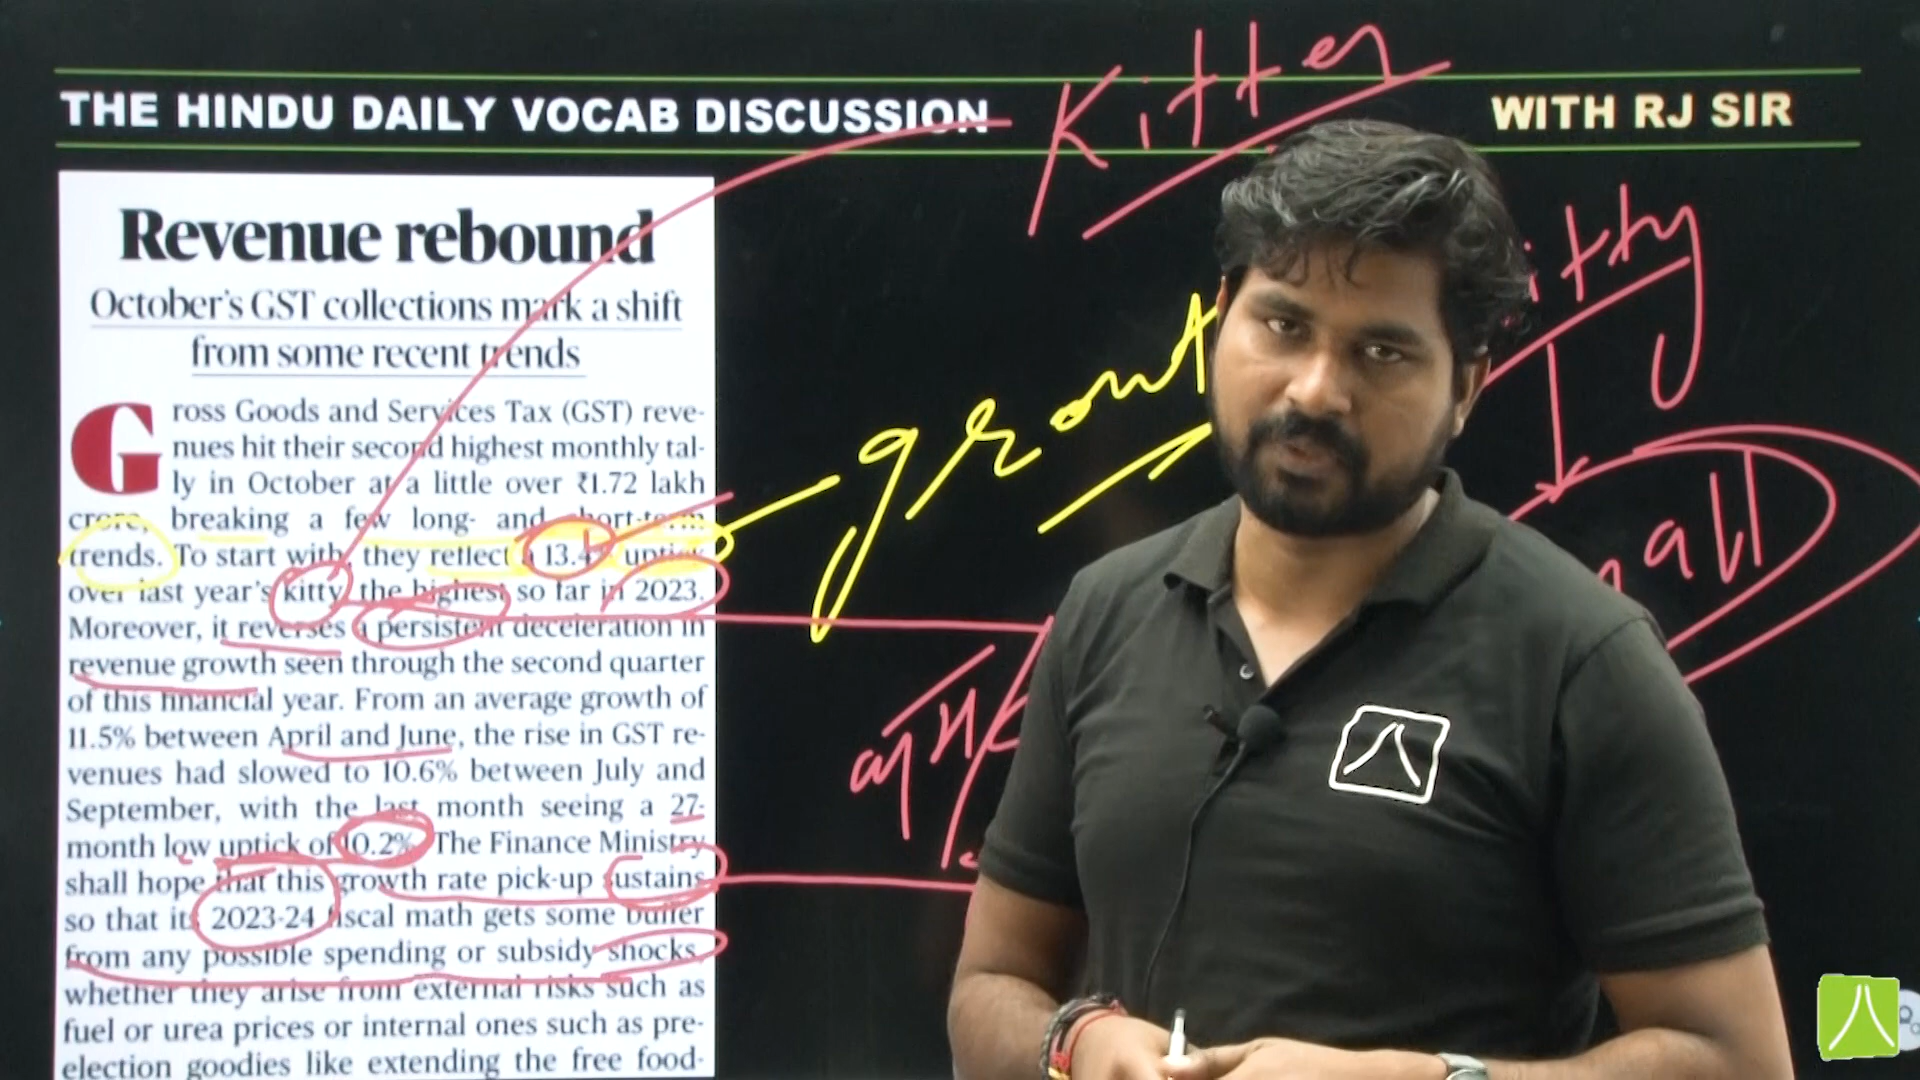 THE HINDU DAILY VOCAB DISCUSSION
WITH RJ SIR
Kitten
Revenue rebound
October's GST collections mark a shift
from some recent trends
Gross Goods and Services Tax (GST) reve-
nues hit their second highest monthly tal-
ly in October at a little over ₹1.72 lakh
crore, breaking a few long- and short-term
trends. To start with, they reflect a 13.4% uptick
over last year's kitty, the highest so far in 2023.
Moreover, it reverses a persistent deceleration in
revenue growth seen through the second quarter
of this financial year. From an average growth of
11.5% between April and June, the rise in GST re-
venues had slowed to 10.6% between July and
September, with the last month seeing a 27-
month low uptick of 10.2%. The Finance Ministry
shall hope that this growth rate pick-up sustains
so that its 2023-24 fiscal math gets some buffer
from any possible spending or subsidy shocks,
whether they arise from external risks such as
fuel or urea prices or internal ones such as pre-
election goodies like extending the free food-
growt
itty